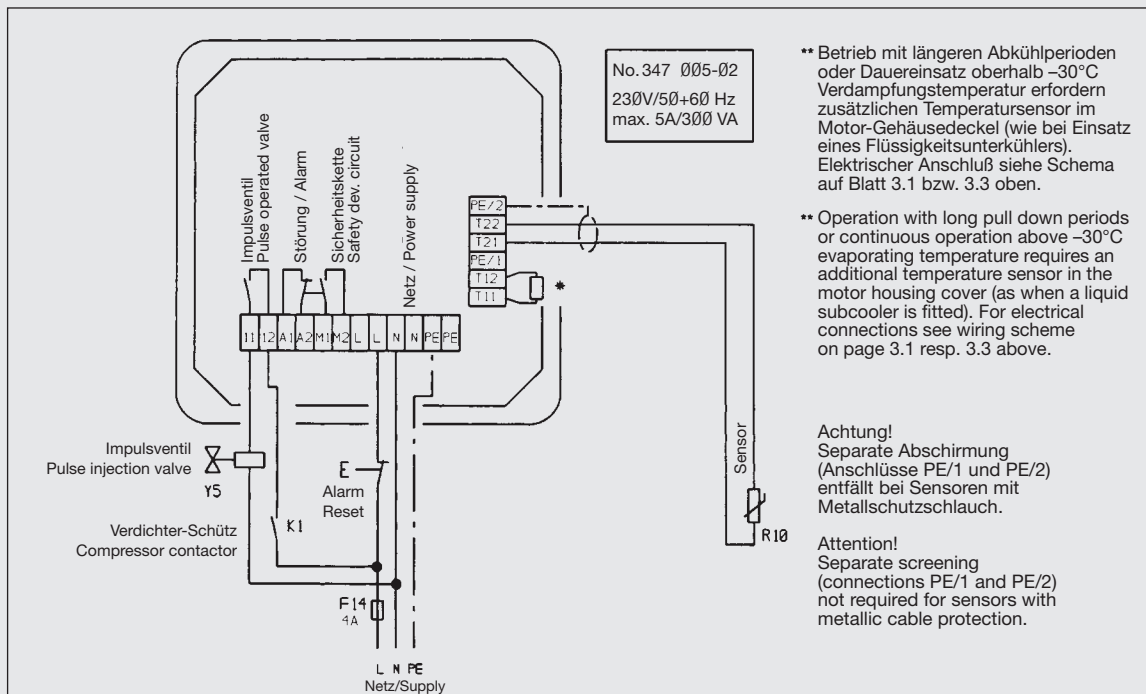 No. 347 ØØ5-Ø2
23ØV/5Ø+6Ø Hz
max. 5A/3ØØ VA
** Betrieb mit längeren Abkühlperioden
oder Dauereinsatz oberhalb –30°C
Verdampfungstemperatur erfordern
zusätzlichen Temperatursensor im
Motor-Gehäusedeckel (wie bei Einsatz
eines Flüssigkeitsunterkühlers).
Elektrischer Anschluß siehe Schema
auf Blatt 3.1 bzw. 3.3 oben.
** Operation with long pull down periods
or continuous operation above –30°C
evaporating temperature requires an
additional temperature sensor in the
motor housing cover (as when a liquid
subcooler is fitted). For electrical
connections see wiring scheme
on page 3.1 resp. 3.3 above.
Achtung!
Separate Abschirmung
(Anschlüsse PE/1 und PE/2)
entfällt bei Sensoren mit
Metallschutzschlauch.
Attention!
Separate screening
(connections PE/1 and PE/2)
not required for sensors with
metallic cable protection.
Impulsventil
Pulse operated valve
Störung / Alarm
Sicherheitskette
Safety dev. circuit
Netz / Power supply
PE/2
T22
T21
PE/1
T12
T11
*
11 12 A1 A2 M1 M2 L L N N PE PE
Impulsventil
Pulse injection valve
Y5
E
Alarm
Reset
Verdichter-Schütz
Compressor contactor
K1
F14
4A
L N PE
Netz/Supply
Sensor
R10